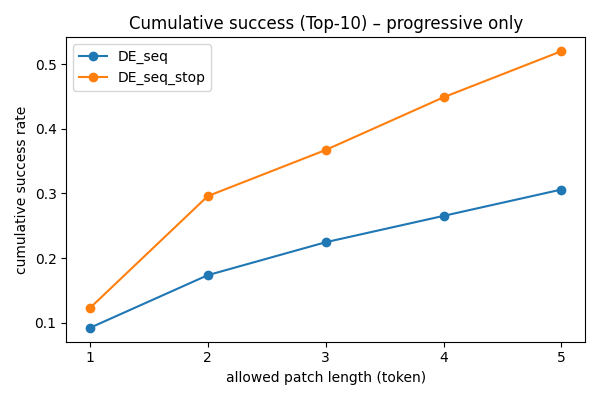 Cumulative success (Top-10) – progressive only
DE_seq
DE_seq_stop
cumulative success rate
0.5
0.4
0.3
0.2
0.1
1 2 3 4 5
allowed patch length (token)